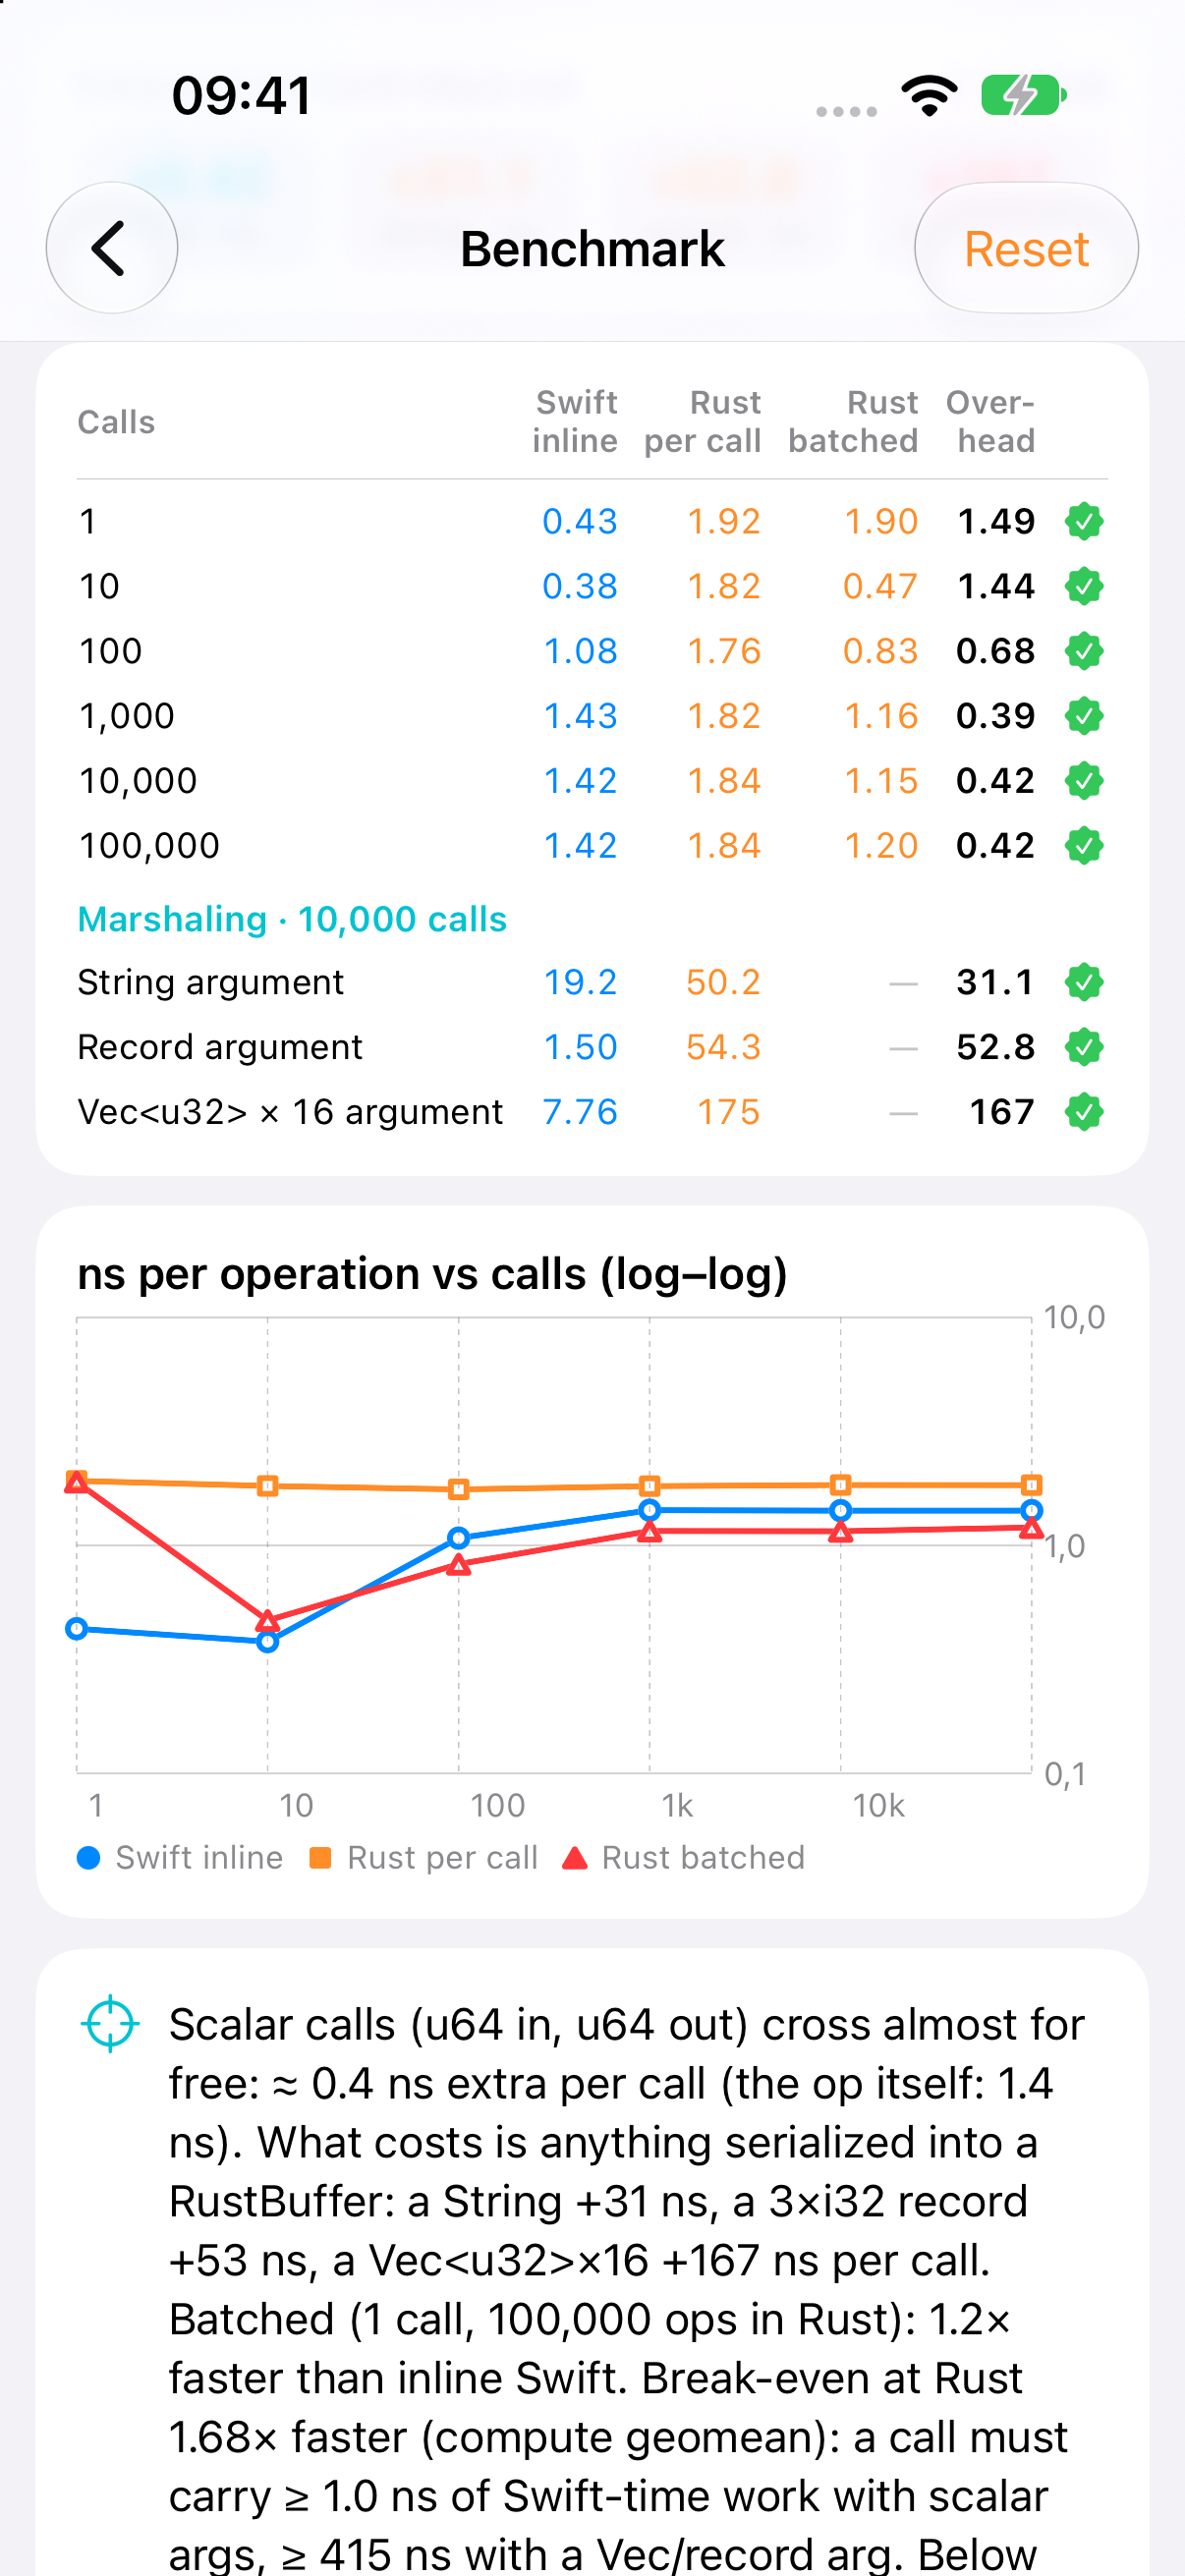 09:41
Benchmark
Reset
Calls Swift inline Rust per call Rust batched Over-head
1 0.43 1.92 1.90 1.49
10 0.38 1.82 0.47 1.44
100 1.08 1.76 0.83 0.68
1,000 1.43 1.82 1.16 0.39
10,000 1.42 1.84 1.15 0.42
100,000 1.42 1.84 1.20 0.42
Marshaling · 10,000 calls
String argument 19.2 50.2 — 31.1
Record argument 1.50 54.3 — 52.8
Vec<u32> × 16 argument 7.76 175 — 167
ns per operation vs calls (log–log)
10,0
1,0
0,1
1 10 100 1k 10k
Swift inline Rust per call Rust batched
Scalar calls (u64 in, u64 out) cross almost for
free: ≈ 0.4 ns extra per call (the op itself: 1.4
ns). What costs is anything serialized into a
RustBuffer: a String +31 ns, a 3×i32 record
+53 ns, a Vec<u32>×16 +167 ns per call.
Batched (1 call, 100,000 ops in Rust): 1.2×
faster than inline Swift. Break-even at Rust
1.68× faster (compute geomean): a call must
carry ≥ 1.0 ns of Swift-time work with scalar
args, ≥ 415 ns with a Vec/record arg. Below